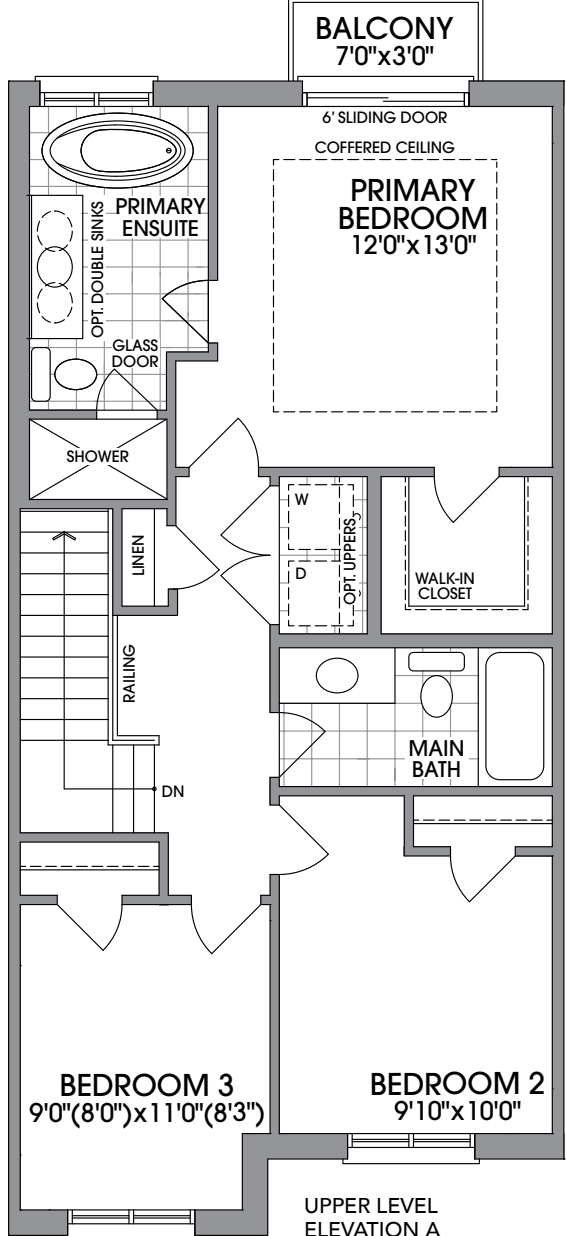 BALCONY
7'0"x3'0"
6' SLIDING DOOR
COFFERED CEILING
PRIMARY
BEDROOM
12'0"x13'0"
PRIMARY
ENSUITE
OPT. DOUBLE SINKS
GLASS
DOOR
SHOWER
LINEN
W
D
OPT. UPPERS
WALK-IN
CLOSET
RAILING
DN
MAIN
BATH
BEDROOM 3
9'0"(8'0")x11'0"(8'3")
BEDROOM 2
9'10"x10'0"
UPPER LEVEL
ELEVATION A